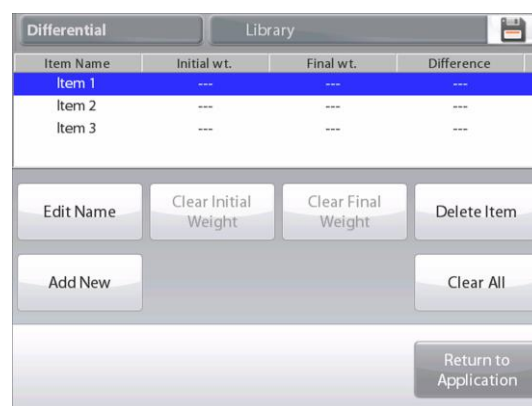 Differential Library
Item Name Initial wt. Final wt. Difference
Item 1 --- --- ---
Item 2 --- --- ---
Item 3 --- --- ---
Edit Name Clear Initial Weight Clear Final Weight Delete Item
Add New Clear All
Return to
Application